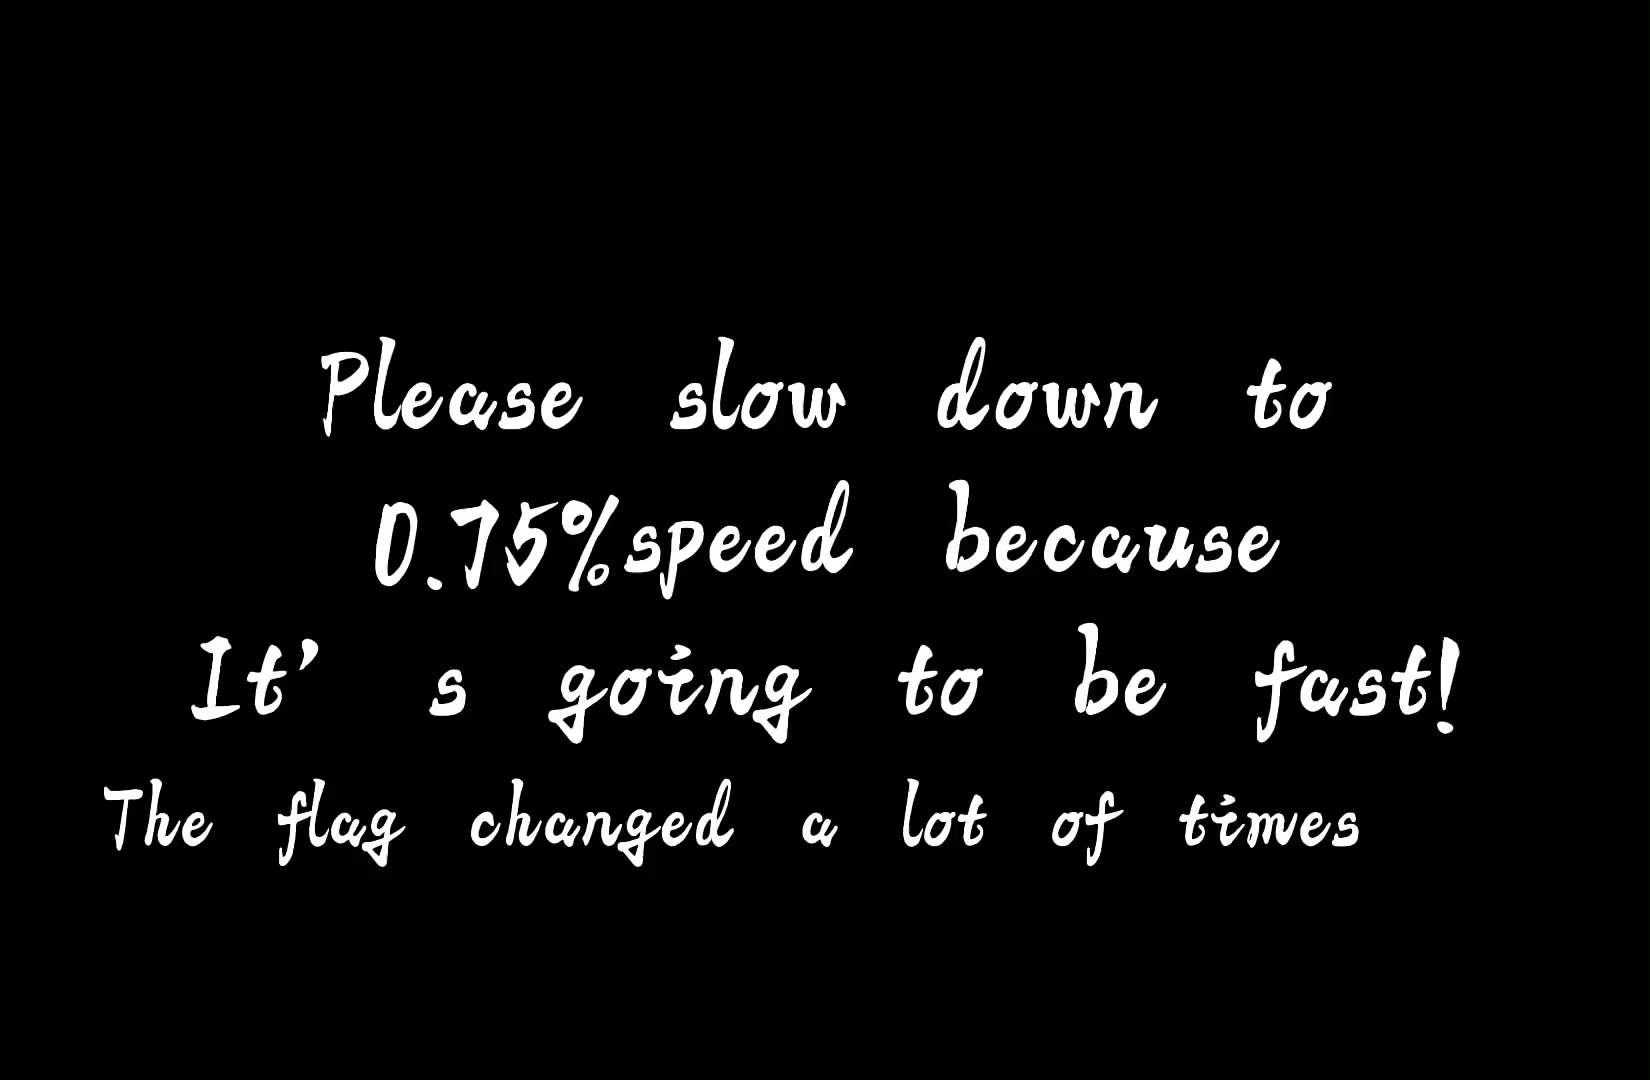 Please slow down to
0.75%speed because
It’ s going to be fast!
The flag changed a lot of times